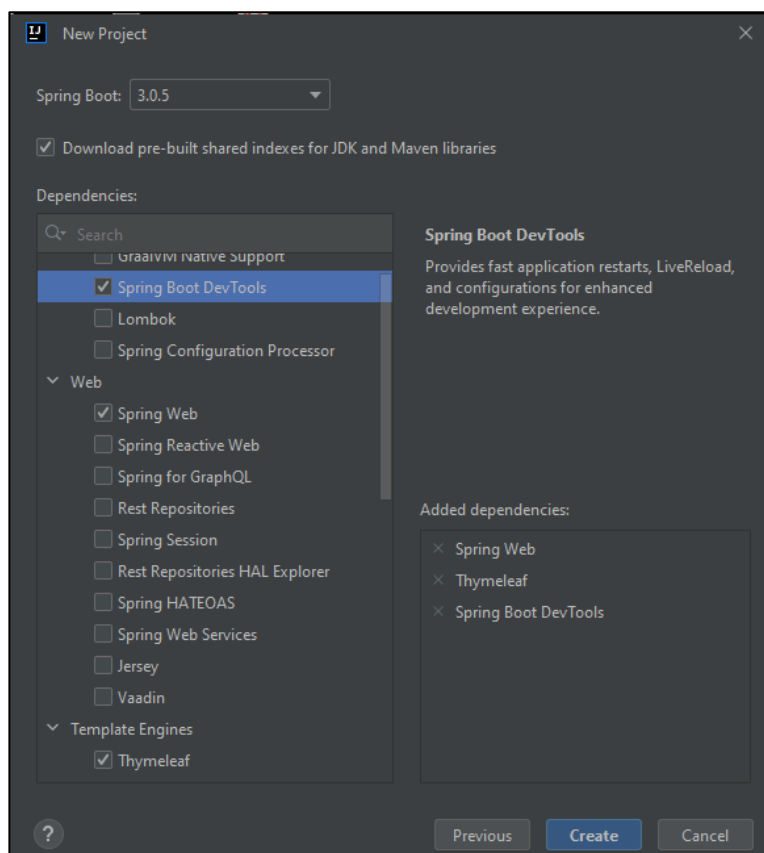 IJ
New Project
Spring Boot: 3.0.5
Download pre-built shared indexes for JDK and Maven libraries
Dependencies:
Search
GraalVM Native Support
Spring Boot DevTools
Lombok
Spring Configuration Processor
Web
Spring Web
Spring Reactive Web
Spring for GraphQL
Rest Repositories
Spring Session
Rest Repositories HAL Explorer
Spring HATEOAS
Spring Web Services
Jersey
Vaadin
Template Engines
Thymeleaf
Spring Boot DevTools
Provides fast application restarts, LiveReload,
and configurations for enhanced
development experience.
Added dependencies:
Spring Web
Thymeleaf
Spring Boot DevTools
?
Previous
Create
Cancel